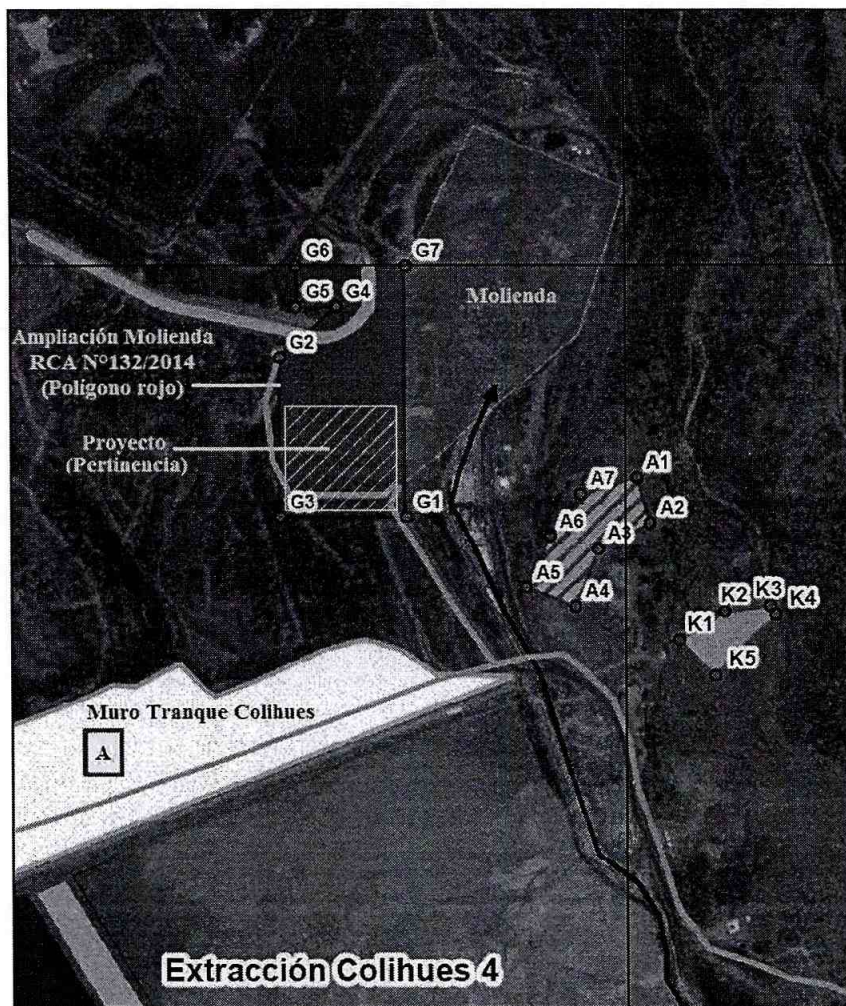 G6
G7
G5
G4
Molienda
Ampliación Molienda
RCA N°132/2014
(Polígono rojo)
G2
Proyecto
(Pertinencia)
G3
G1
A1
A7
A2
A6
A3
A5
A4
K3
K2
K4
K1
K5
Muro Tranque Colihues
A
Extracción Colihues 4